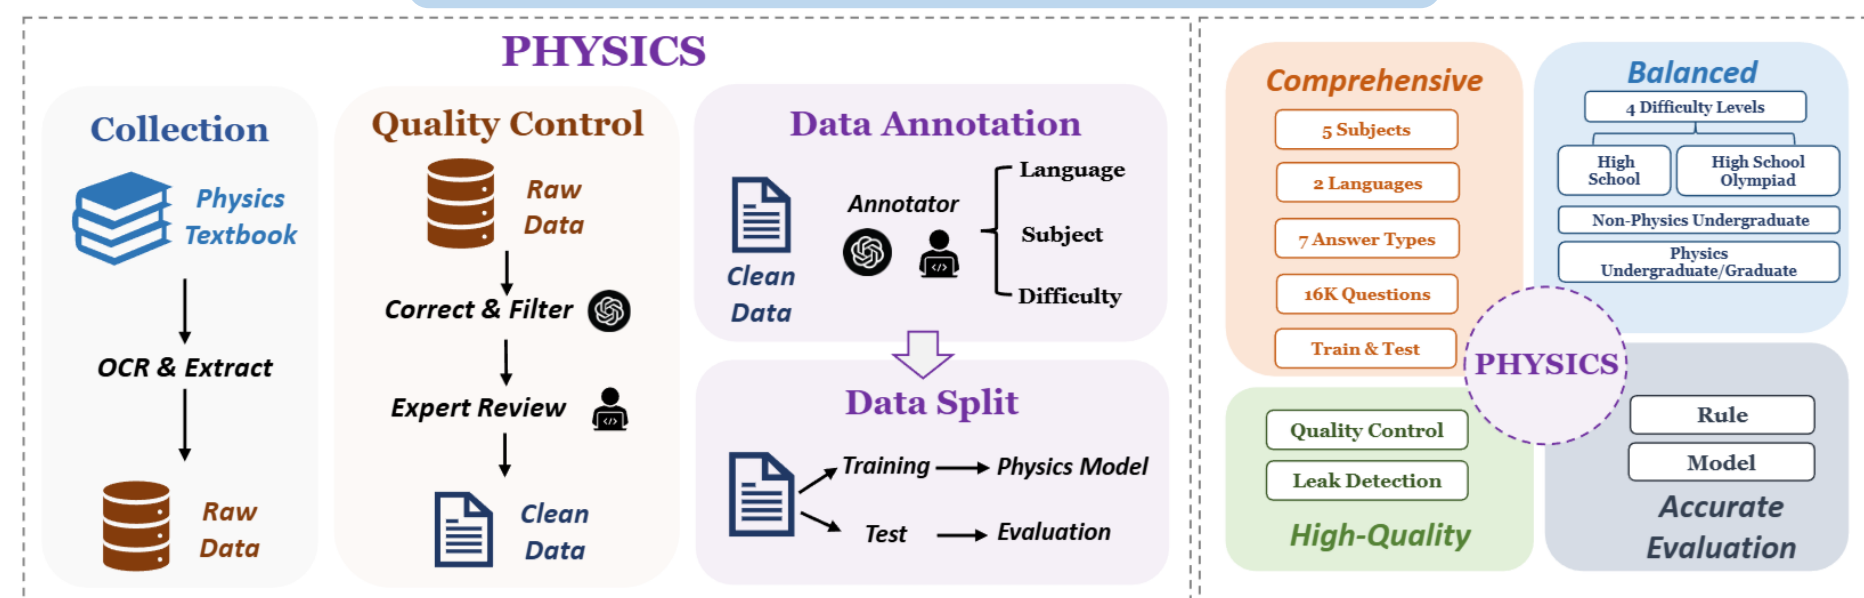 PHYSICS
Collection
Physics
Textbook
OCR & Extract
Raw
Data
Quality Control
Raw
Data
Correct & Filter
Expert Review
Clean
Data
Data Annotation
Clean
Data
Annotator
</>
Language
Subject
Difficulty
Data Split
Training
Physics Model
Test
Evaluation
Comprehensive
5 Subjects
2 Languages
7 Answer Types
16K Questions
Train & Test
Balanced
4 Difficulty Levels
High
School
High School
Olympiad
Non-Physics Undergraduate
Physics
Undergraduate/Graduate
PHYSICS
Quality Control
Leak Detection
High-Quality
Rule
Model
Accurate
Evaluation